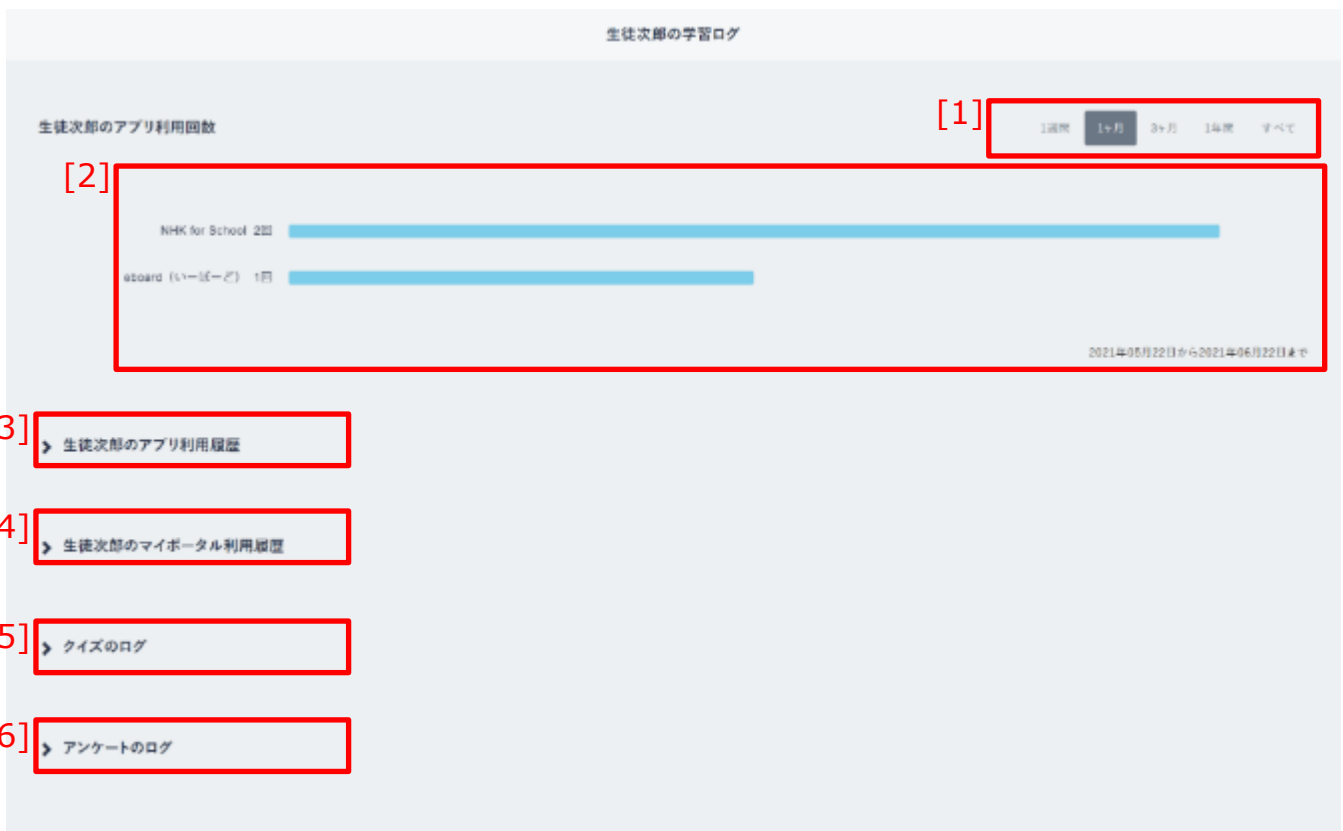 生徒次郎の学習ログ
生徒次郎のアプリ利用回数
[1]
1週間 1ヶ月 3ヶ月 1年間 すべて
[2]
NHK for School 2回
eboard（いーぼーど） 1回
2021年05月22日から2021年06月22日まで
3]
生徒次郎のアプリ利用履歴
4]
生徒次郎のマイポータル利用履歴
5]
クイズのログ
6]
アンケートのログ